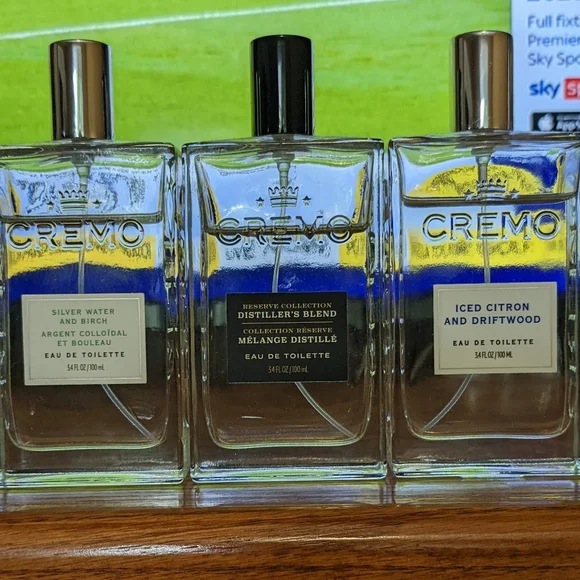 Full fixt
Premie
Sky Spo
sky
CREMO
SILVER WATER
AND BIRCH
ARGENT COLLOÏDAL
ET BOULEAU
EAU DE TOILETTE
3.4 FL OZ / 100 mL
CREMO
RESERVE COLLECTION
DISTILLER'S BLEND
COLLECTION RÉSERVE
MÉLANGE DISTILLÉ
EAU DE TOILETTE
3.4 FL OZ / 100 mL
CREMO
ICED CITRON
AND DRIFTWOOD
EAU DE TOILETTE
3.4 FL OZ / 100 ML